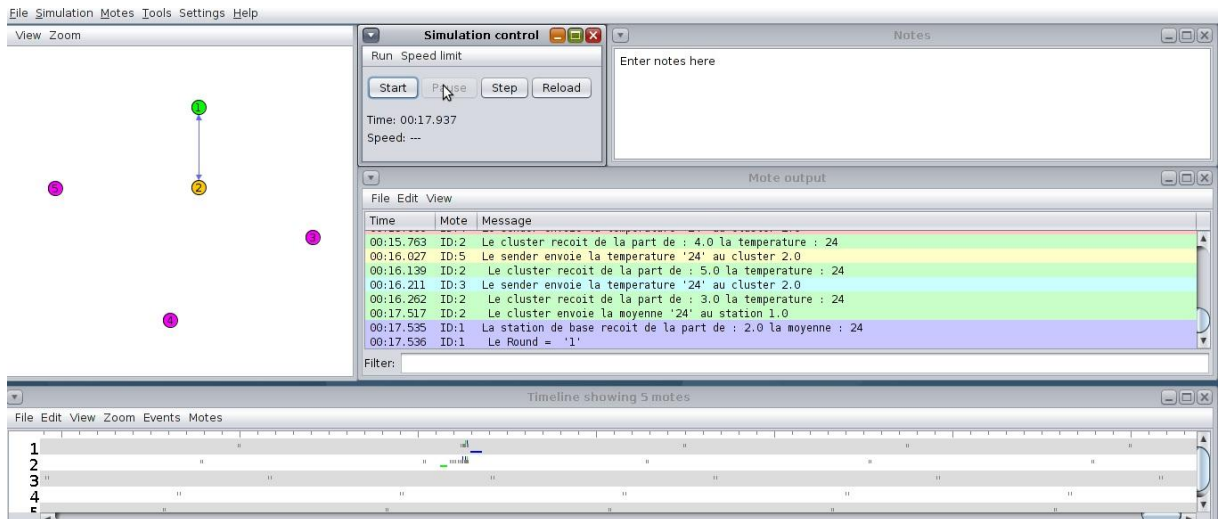 File Simulation Motes Tools Settings Help
View Zoom
1
2
3
4
5
Simulation control
Run Speed limit
Start Pause Step Reload
Time: 00:17.937
Speed: ---
Notes
Enter notes here
Mote output
File Edit View
Time Mote Message
00:15.763 ID:2 Le cluster recoit de la part de : 4.0 la temperature : 24
00:16.027 ID:5 Le sender envoie la temperature '24' au cluster 2.0
00:16.139 ID:2 Le cluster recoit de la part de : 5.0 la temperature : 24
00:16.211 ID:3 Le sender envoie la temperature '24' au cluster 2.0
00:16.262 ID:2 Le cluster recoit de la part de : 3.0 la temperature : 24
00:17.517 ID:2 Le cluster envoie la moyenne '24' au station 1.0
00:17.535 ID:1 La station de base recoit de la part de : 2.0 la moyenne : 24
00:17.536 ID:1 Le Round = '1'
Filter:
Timeline showing 5 motes
File Edit View Zoom Events Motes
1
2
3
4
5